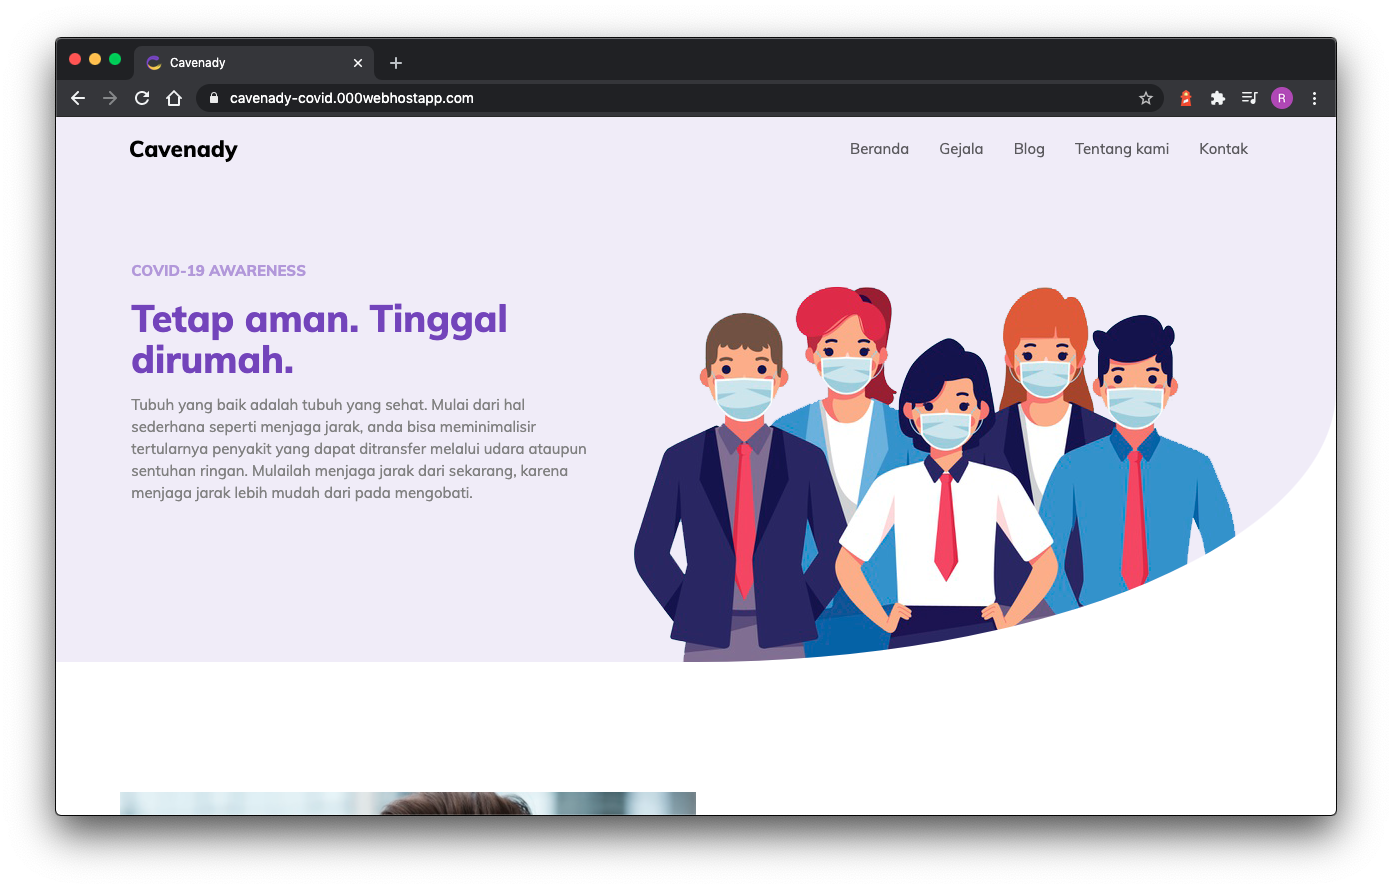 Cavenady
cavenady-covid.000webhostapp.com
R
Cavenady
Beranda Gejala Blog Tentang kami Kontak
COVID-19 AWARENESS
Tetap aman. Tinggal
dirumah.
Tubuh yang baik adalah tubuh yang sehat. Mulai dari hal
sederhana seperti menjaga jarak, anda bisa meminimalisir
tertularnya penyakit yang dapat ditransfer melalui udara ataupun
sentuhan ringan. Mulailah menjaga jarak dari sekarang, karena
menjaga jarak lebih mudah dari pada mengobati.